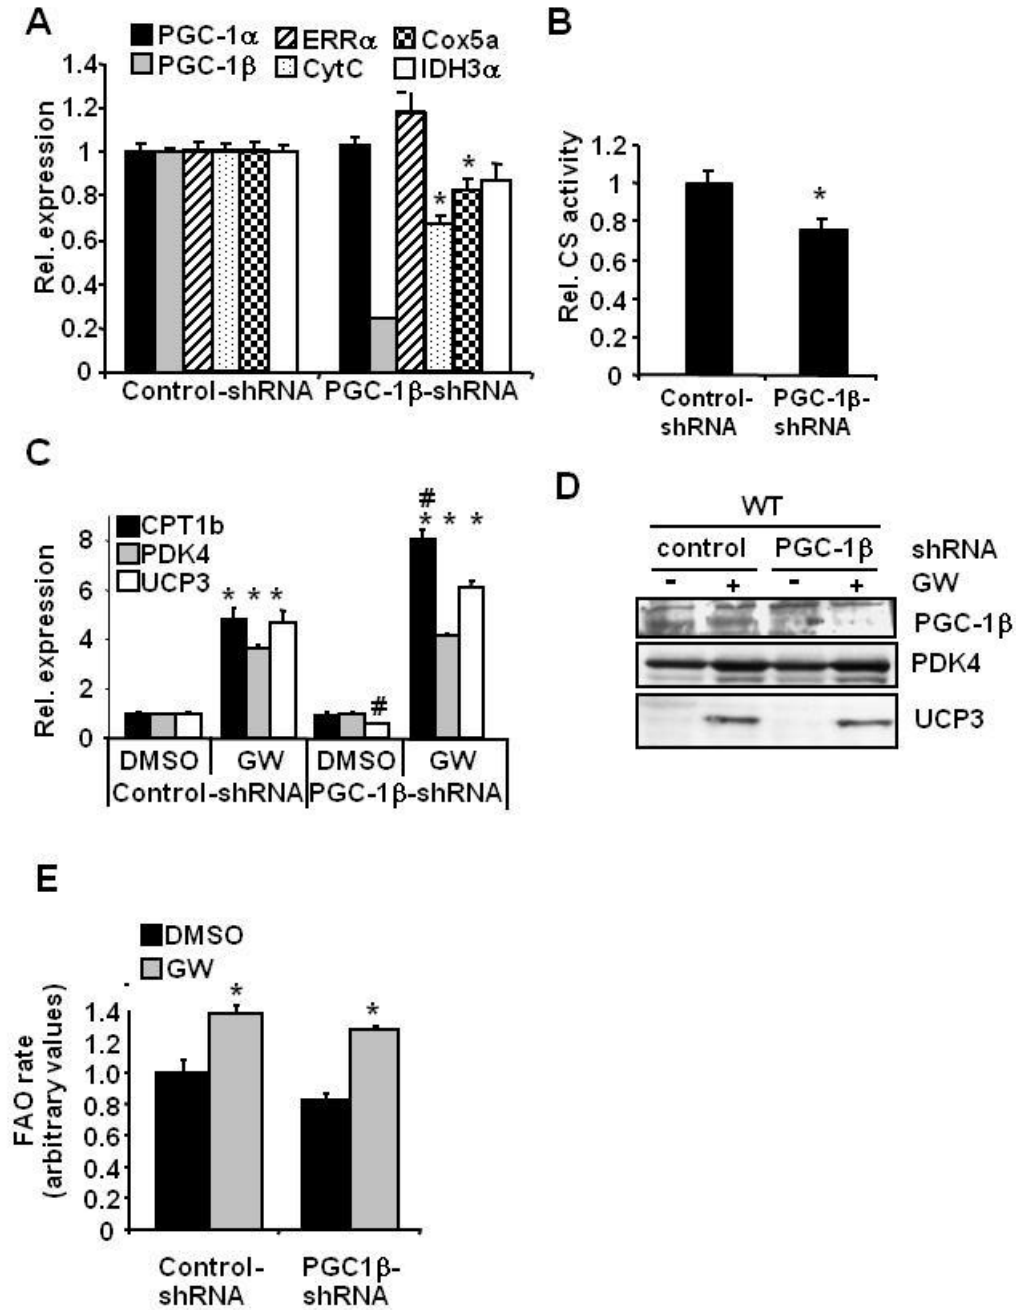 A
PGC-1α ERRα Cox5a
PGC-1β CytC IDH3α
Rel. expression
1.4
1.2
1
0.8
0.6
0.4
0.2
0
* *
Control-shRNA PGC-1β-shRNA
B
Rel. CS activity
1.2
1
0.8
0.6
0.4
0.2
0
*
Control-
shRNA
PGC-1β-
shRNA
C
CPT1b
PDK4
UCP3
Rel. expression
8
6
4
2
0
* * *
#
#
* * *
DMSO GW DMSO GW
Control-shRNA PGC-1β-shRNA
D
WT
control PGC-1β shRNA
- + - + GW
PGC-1β
PDK4
UCP3
E
DMSO
GW
FAO rate
(arbitrary values)
1.4
1.2
1.0
0.8
0.6
0.4
0.2
0
* *
Control-
shRNA
PGC1β-
shRNA